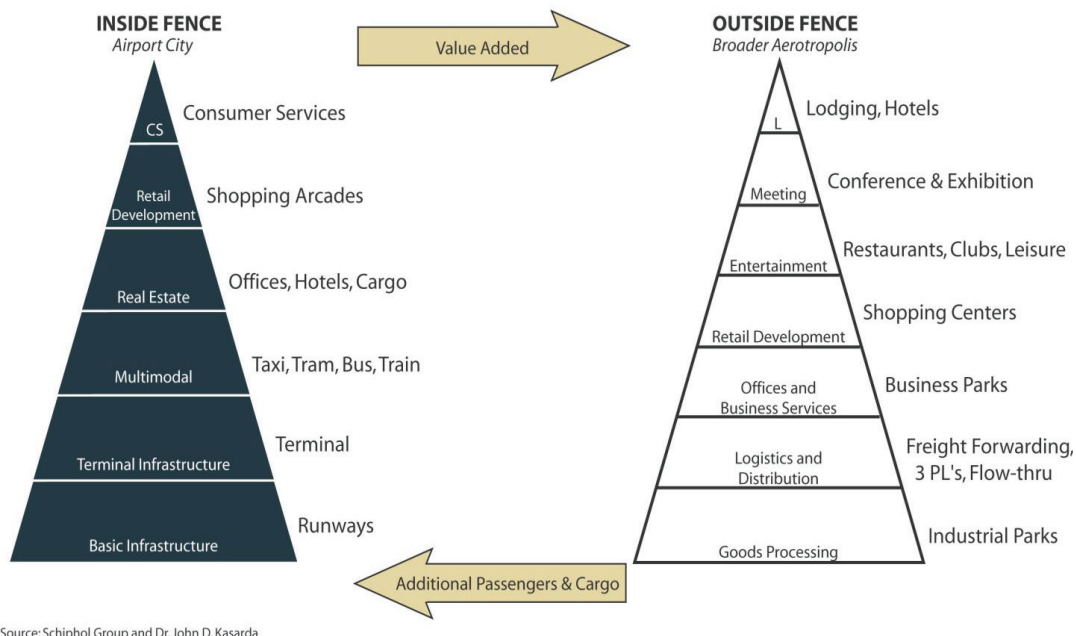 INSIDE FENCE
Airport City
Value Added
OUTSIDE FENCE
Broader Aerotropolis
CS
Consumer Services
Retail
Development
Shopping Arcades
Real Estate
Offices, Hotels, Cargo
Multimodal
Taxi, Tram, Bus, Train
Terminal Infrastructure
Terminal
Basic Infrastructure
Runways
L
Lodging, Hotels
Meeting
Conference & Exhibition
Entertainment
Restaurants, Clubs, Leisure
Retail Development
Shopping Centers
Offices and
Business Services
Business Parks
Logistics and
Distribution
Freight Forwarding,
3 PL's, Flow-thru
Goods Processing
Industrial Parks
Additional Passengers & Cargo
Source: Schiphol Group and Dr. John D. Kasarda